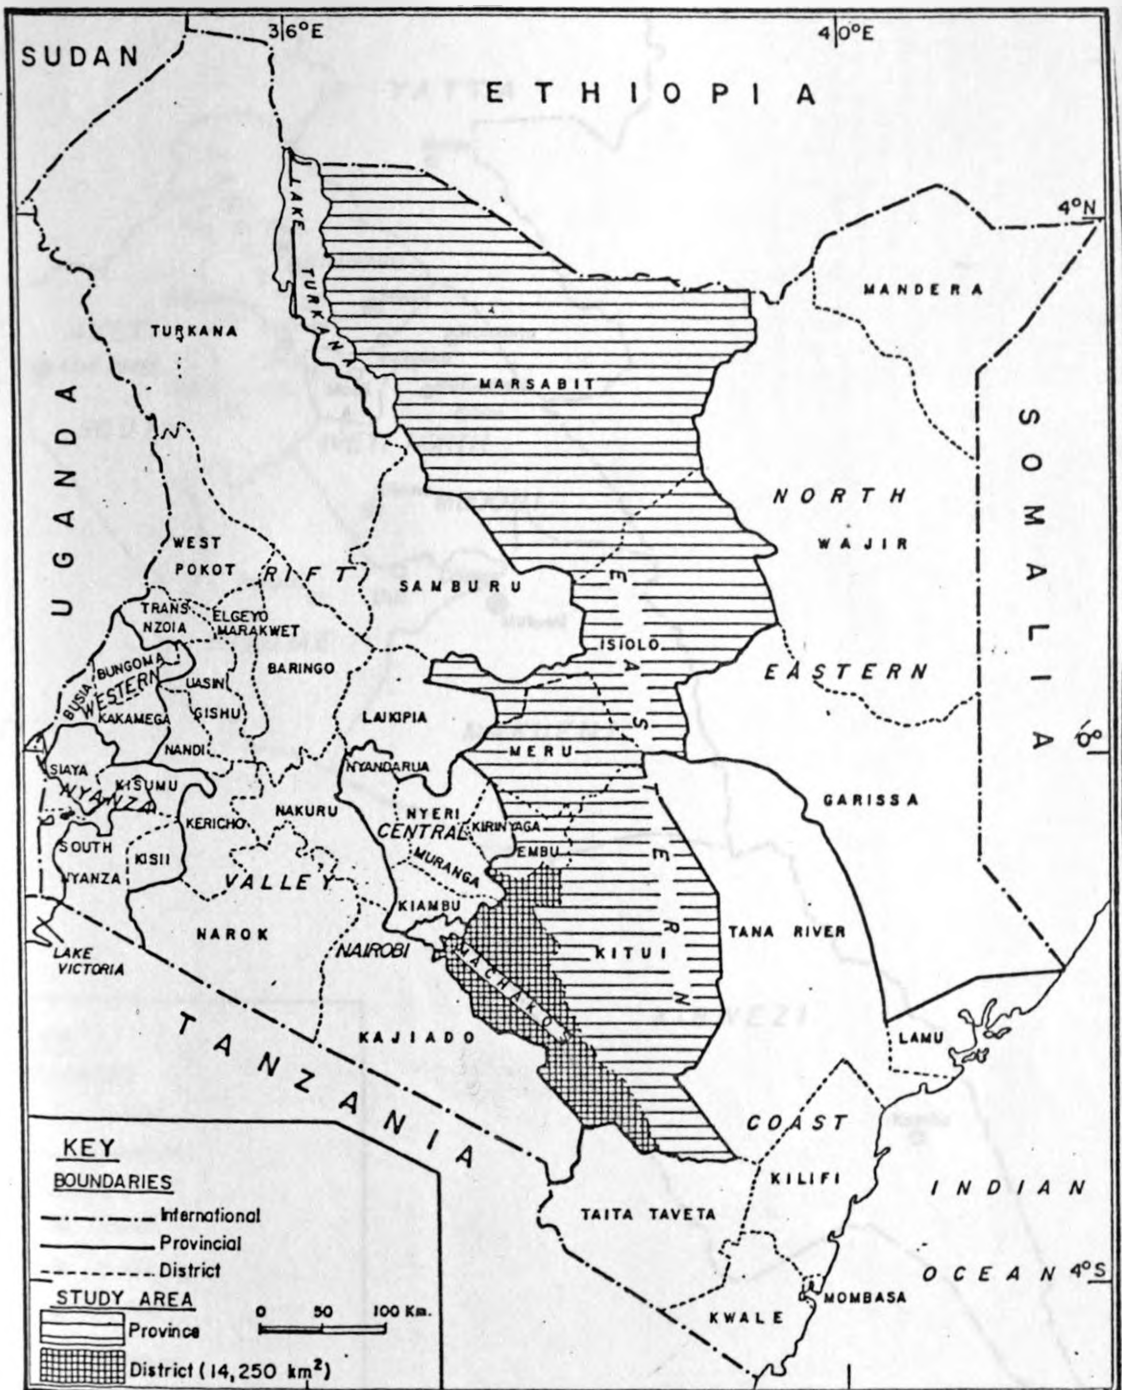 36°E
40°E
SUDAN
ETHIOPIA
4°N
LAKE TURKANA
MANDERA
TURKANA
MARSABIT
UGANDA
SOMALIA
NORTH
WAJIR
WEST
POKOT
RIFT
SAMBURU
EASTERN
TRANS
NZOIA
ELGEYO
MARAKWET
ISIOLO
BUNGOMA
BARINGO
EASTERN
BUSIA
WESTERN
UASIN
GISHU
KAKAMEGA
LAIKIPIA
NANDI
MERU
0°
SIAYA
NYANDARUA
KISUMU
NYANZA
GARISSA
NAKURU
NYERI
KERICHO
CENTRAL
KIRINYAGA
SOUTH
NYANZA
KISII
MURANGA
EMBU
VALLEY
KIAMBU
NAROK
NAIROBI
KITUI
TANA RIVER
LAKE
VICTORIA
MACHAKOS
TANZANIA
KAJIADO
LAMU
COAST
KILIFI
INDIAN
TAITA TAVETA
OCEAN
4°S
MOMBASA
KWALE
KEY
BOUNDARIES
International
Provincial
District
STUDY AREA
0 50 100 Km.
Province
District (14,250 km²)